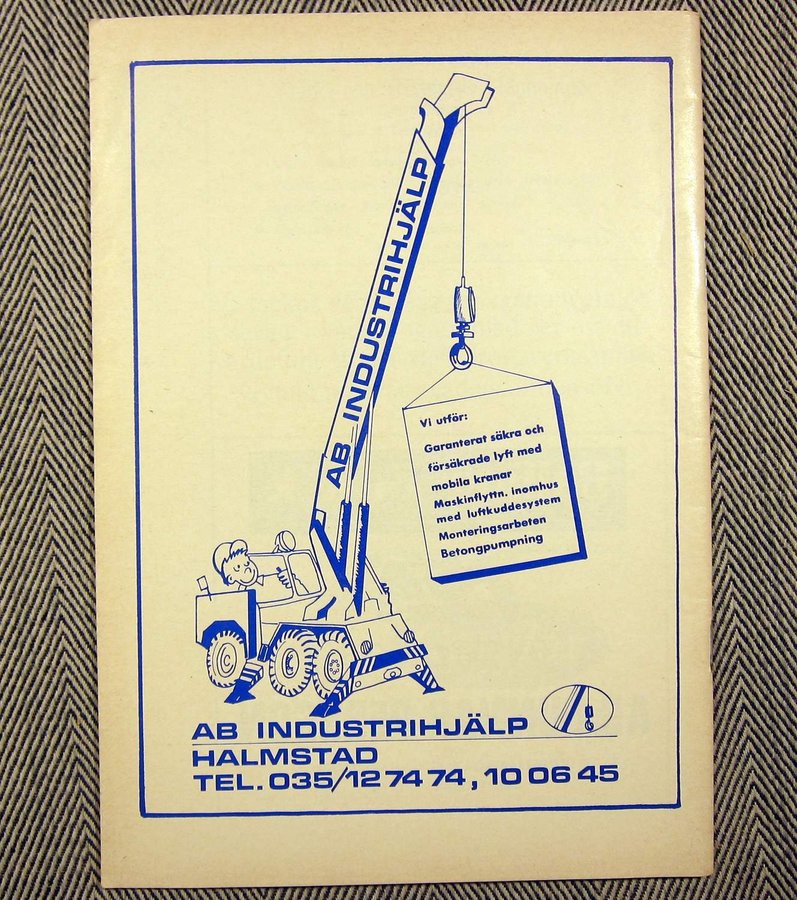 AB INDUSTRIHJÄLP
Vi utför:
Garanterat säkra och
försäkrade lyft med
mobila kranar
Maskinflyttn. inomhus
med luftkuddesystem
Monteringsarbeten
Betongpumpning
C
AB INDUSTRIHJÄLP
HALMSTAD
TEL. 035/12 74 74, 10 06 45